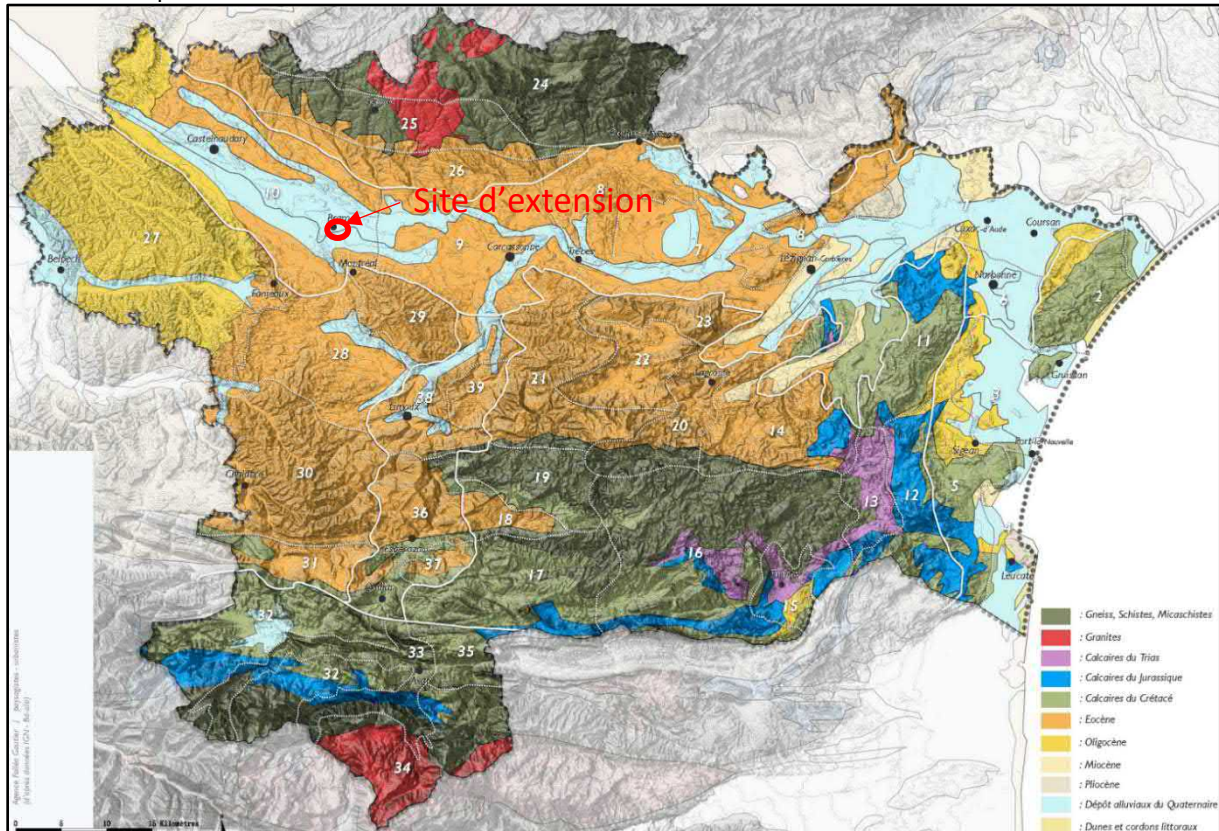 24
25
Castelnaudary
26
10
8
Site d'extension
Bram
27
9
7
8
Coursan
Carcassonne
Trèbes
Lézignan-Corbières
Cuxac-d'Aude
Belpech
Montréal
Narbonne
6
2
Fanjeaux
29
23
11
28
22
Gruissan
21
39
38
Limoux
20
14
Port-la-Nouvelle
Sigean
19
Chalabre
30
13
12
5
36
18
16
31
37
17
Leucate
Quillan
15
32
33
35
32
34
: Gneiss, Schistes, Micaschistes
: Granites
: Calcaires du Trias
: Calcaires du Jurassique
: Calcaires du Crétacé
: Eocène
: Oligocène
: Miocène
: Pliocène
: Dépôt alluviaux du Quaternaire
: Dunes et cordons littoraux
0 5 10 15 Kilomètres